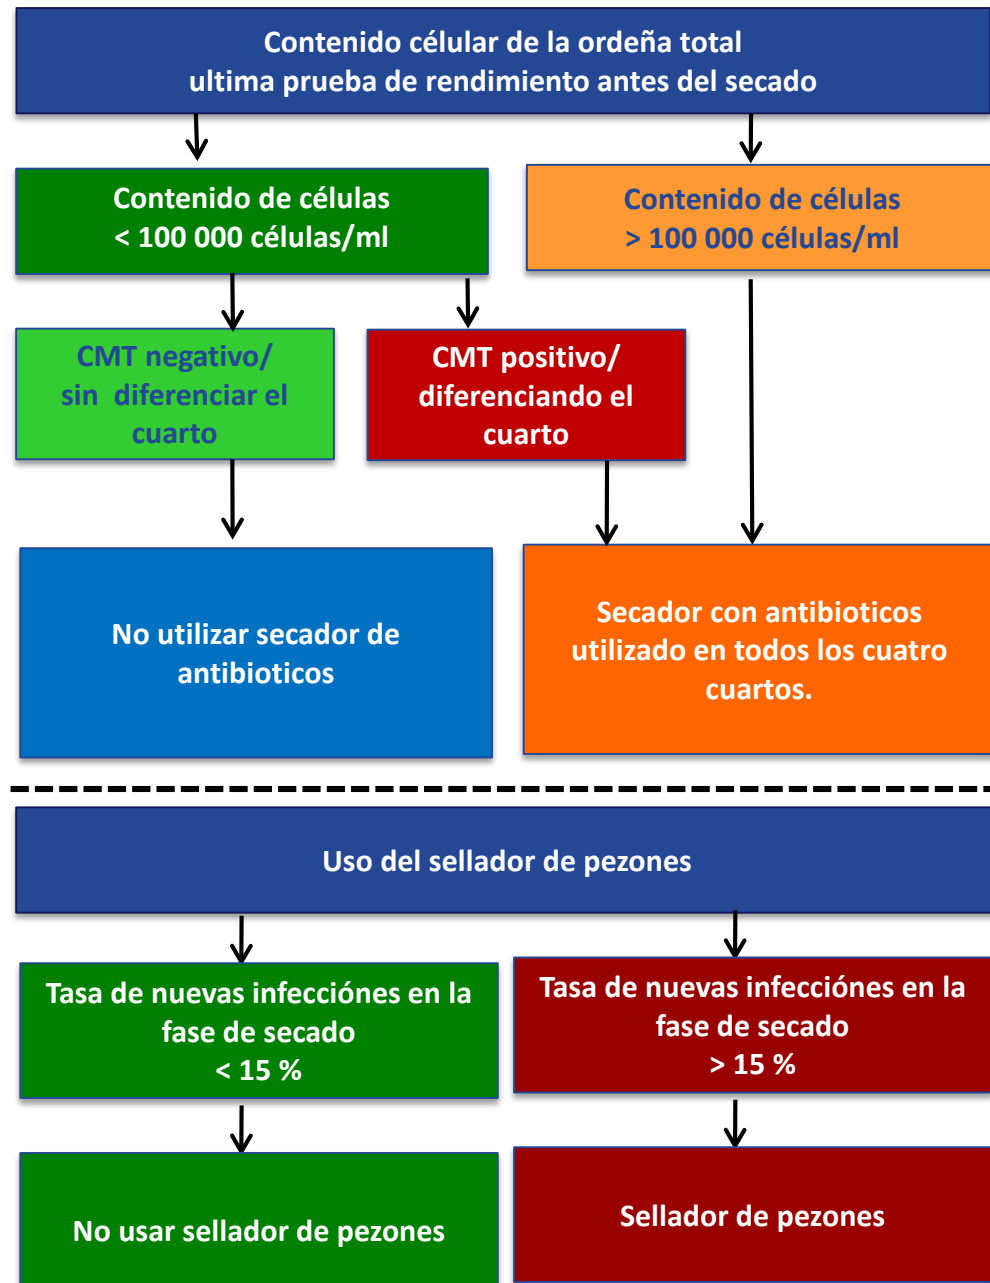 Contenido célular de la ordeña total
ultima prueba de rendimiento antes del secado
Contenido de células
< 100 000 células/ml
Contenido de células
> 100 000 células/ml
CMT negativo/
sin  diferenciar el
cuarto
CMT positivo/
diferenciando el
cuarto
No utilizar secador de
antibioticos
Secador con antibioticos
utilizado en todos los cuatro
cuartos.
Uso del sellador de pezones
Tasa de nuevas infecciónes en la
fase de secado
< 15 %
Tasa de nuevas infecciónes en la
fase de secado
> 15 %
No usar sellador de pezones
Sellador de pezones